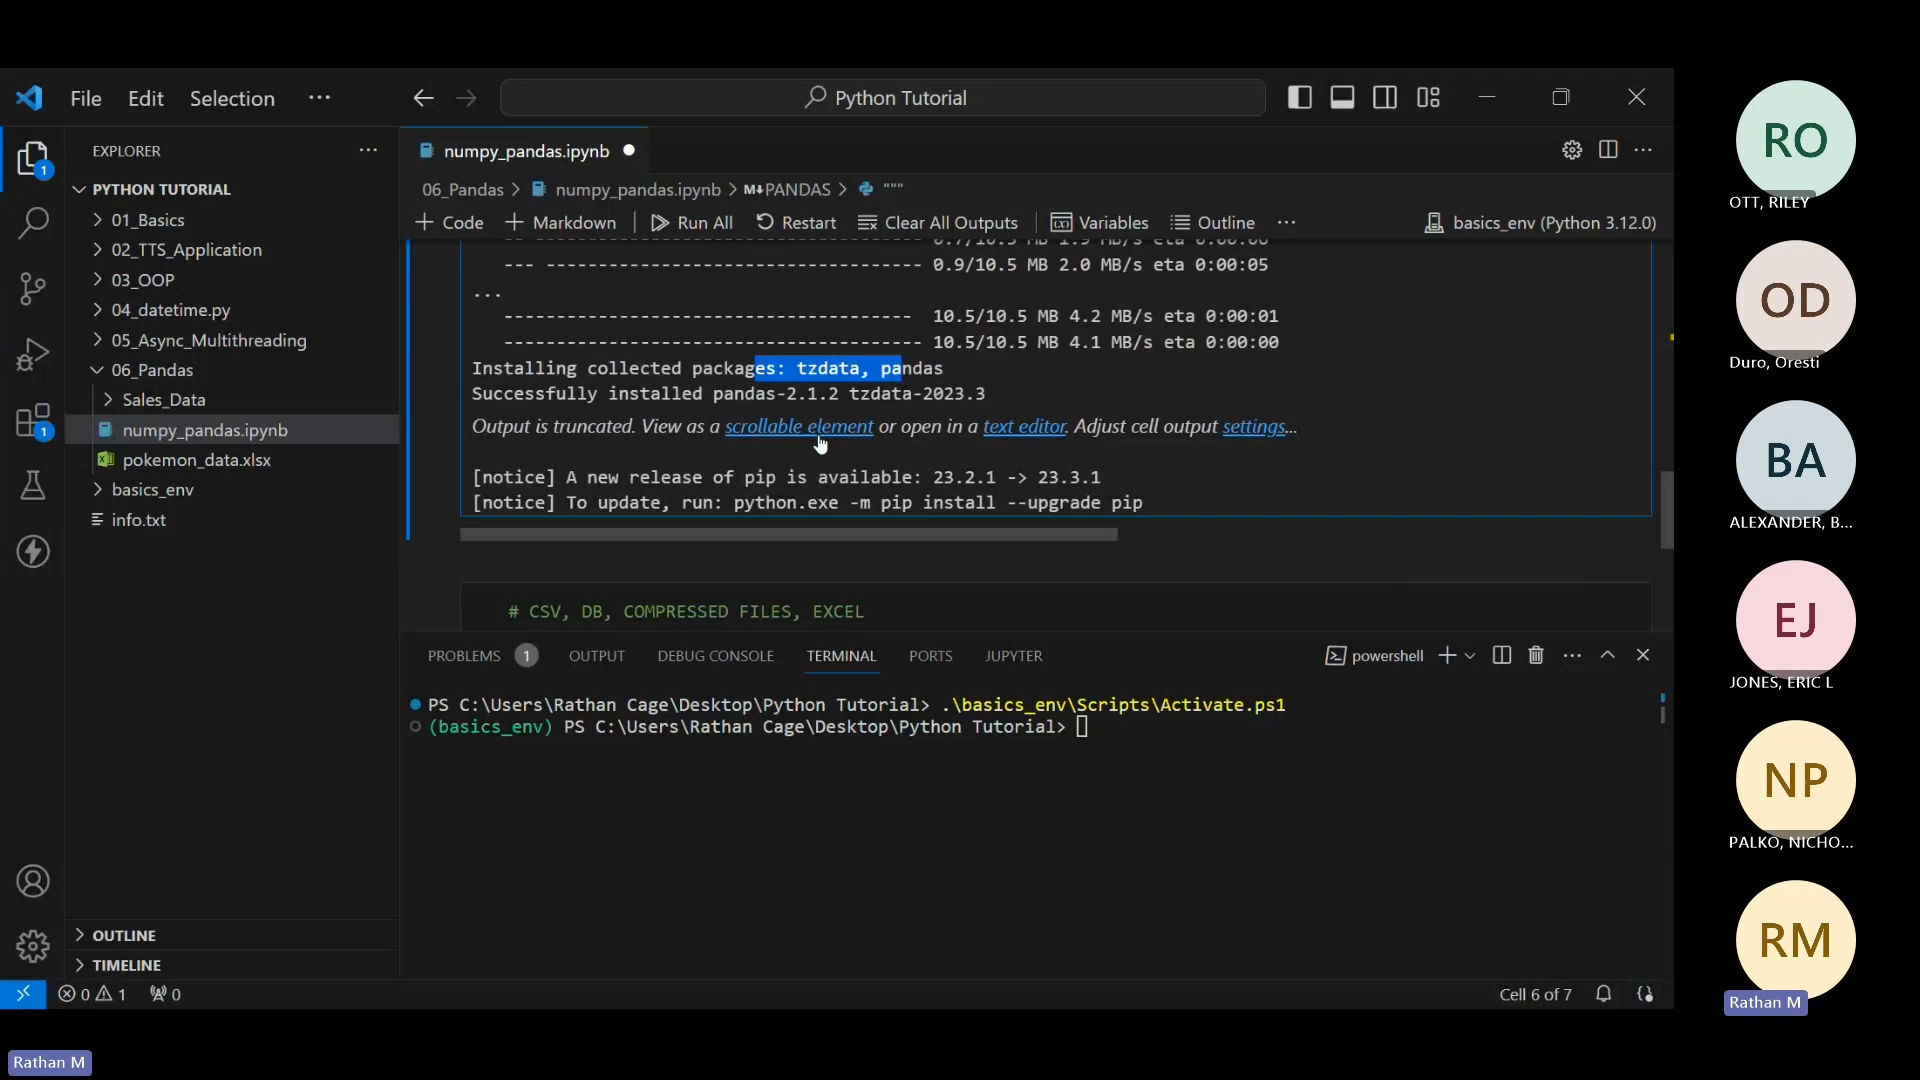 File Edit Selection ...
Python Tutorial
EXPLORER ...
PYTHON TUTORIAL
01_Basics
02_TTS_Application
03_OOP
04_datetime.py
05_Async_Multithreading
06_Pandas
Sales_Data
numpy_pandas.ipynb
pokemon_data.xlsx
basics_env
info.txt
OUTLINE
TIMELINE
1
1
numpy_pandas.ipynb
06_Pandas > numpy_pandas.ipynb > M↓PANDAS > """
+ Code + Markdown Run All Restart Clear All Outputs Variables Outline ... basics_env (Python 3.12.0)
--- ------------------------------------ 0.9/10.5 MB 2.0 MB/s eta 0:00:05
...
--------------------------------------- 10.5/10.5 MB 4.2 MB/s eta 0:00:01
---------------------------------------- 10.5/10.5 MB 4.1 MB/s eta 0:00:00
Installing collected packages: tzdata, pandas
Successfully installed pandas-2.1.2 tzdata-2023.3
Output is truncated. View as a scrollable element or open in a text editor. Adjust cell output settings...
[notice] A new release of pip is available: 23.2.1 -> 23.3.1
[notice] To update, run: python.exe -m pip install --upgrade pip
# CSV, DB, COMPRESSED FILES, EXCEL
PROBLEMS 1 OUTPUT DEBUG CONSOLE TERMINAL PORTS JUPYTER powershell
PS C:\Users\Rathan Cage\Desktop\Python Tutorial> .\basics_env\Scripts\Activate.ps1
(basics_env) PS C:\Users\Rathan Cage\Desktop\Python Tutorial>
0 1 0
Cell 6 of 7
RO
OTT, RILEY
OD
Duro, Oresti
BA
ALEXANDER, B...
EJ
JONES, ERIC L
NP
PALKO, NICHO...
RM
Rathan M
Rathan M